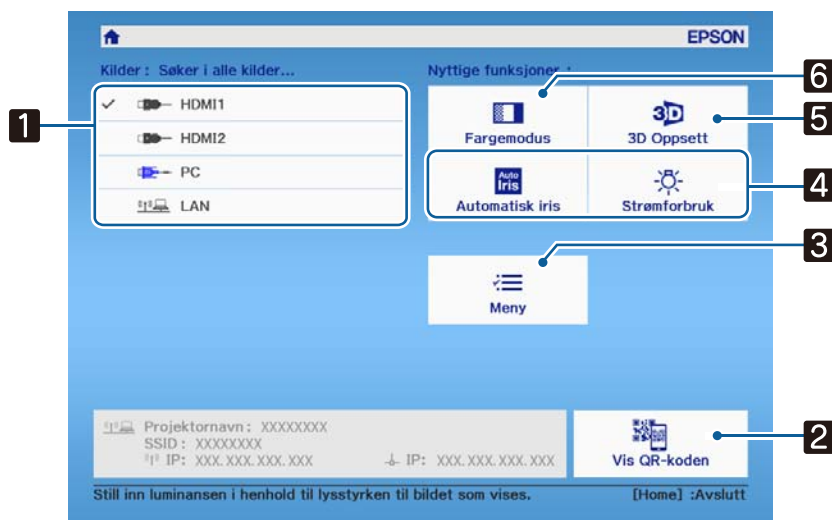 EPSON
Kilder : Søker i alle kilder...
Nyttige funksjoner :
HDMI1
HDMI2
PC
LAN
Fargemodus
3D
3D Oppsett
Auto
Iris
Automatisk iris
Strømforbruk
Meny
Projektornavn : XXXXXXXX
SSID : XXXXXXXX
IP: XXX. XXX. XXX. XXX
IP: XXX. XXX. XXX. XXX
Vis QR-koden
Still inn luminansen i henhold til lysstyrken til bildet som vises.
[Home] :Avslutt
1
6
5
4
3
2